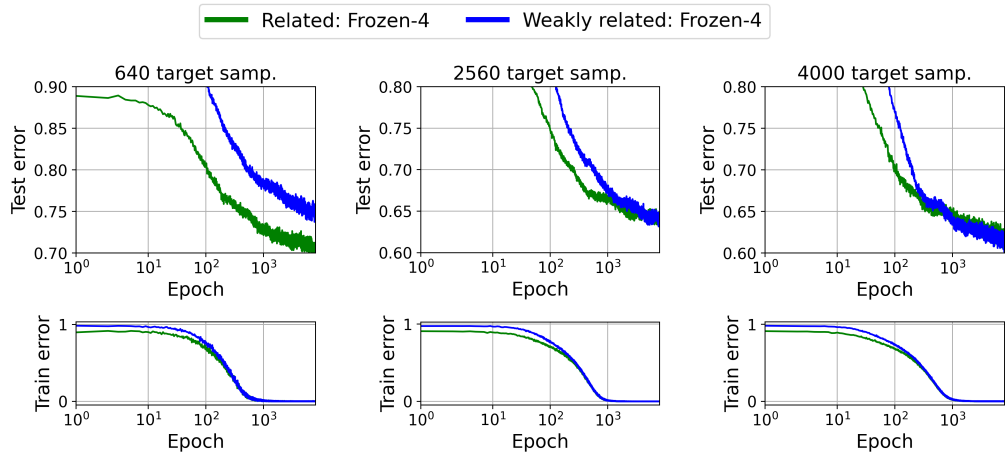 Related: Frozen-4 Weakly related: Frozen-4
640 target samp. 2560 target samp. 4000 target samp.
0.90 0.80 0.80
0.85 0.75 0.75
0.80 0.70 0.70
0.75 0.65 0.65
0.70 0.60 0.60
Test error Test error Test error
10^0 10^1 10^2 10^3 10^0 10^1 10^2 10^3 10^0 10^1 10^2 10^3
Epoch Epoch Epoch
1 1 1
0 0 0
Train error Train error Train error
10^0 10^1 10^2 10^3 10^0 10^1 10^2 10^3 10^0 10^1 10^2 10^3
Epoch Epoch Epoch